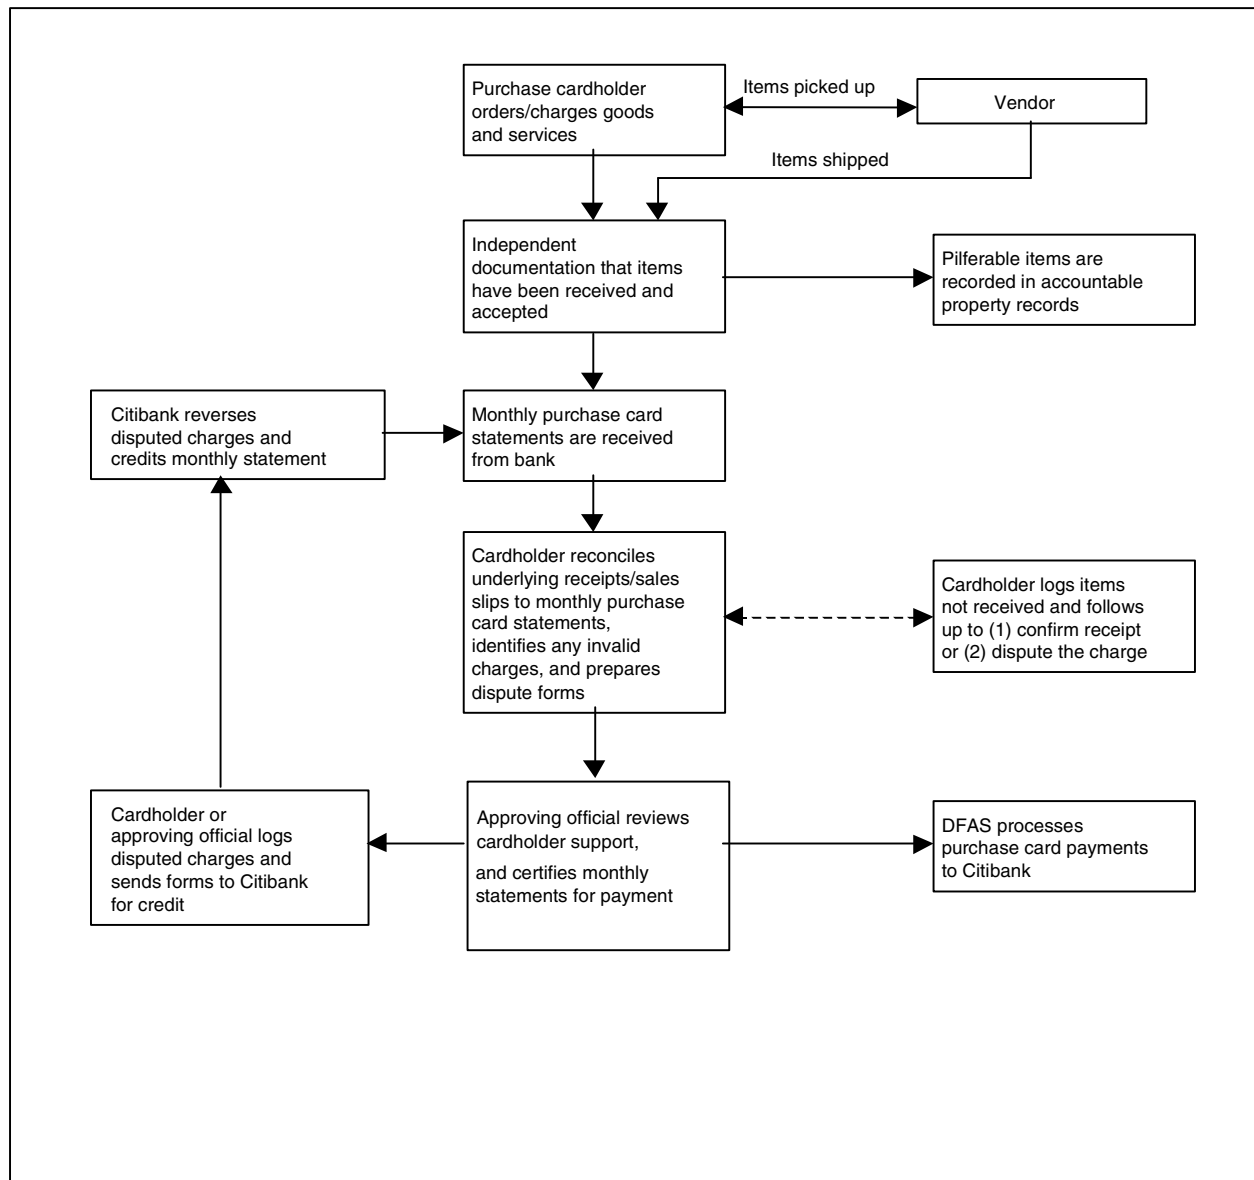 Purchase cardholder
orders/charges goods
and services
Items picked up
Vendor
Items shipped
Independent
documentation that items
have been received and
accepted
Pilferable items are
recorded in accountable
property records
Citibank reverses
disputed charges and
credits monthly statement
Monthly purchase card
statements are received
from bank
Cardholder reconciles
underlying receipts/sales
slips to monthly purchase
card statements,
identifies any invalid
charges, and prepares
dispute forms
Cardholder logs items
not received and follows
up to (1) confirm receipt
or (2) dispute the charge
Cardholder or
approving official logs
disputed charges and
sends forms to Citibank
for credit
Approving official reviews
cardholder support,
and certifies monthly
statements for payment
DFAS processes
purchase card payments
to Citibank